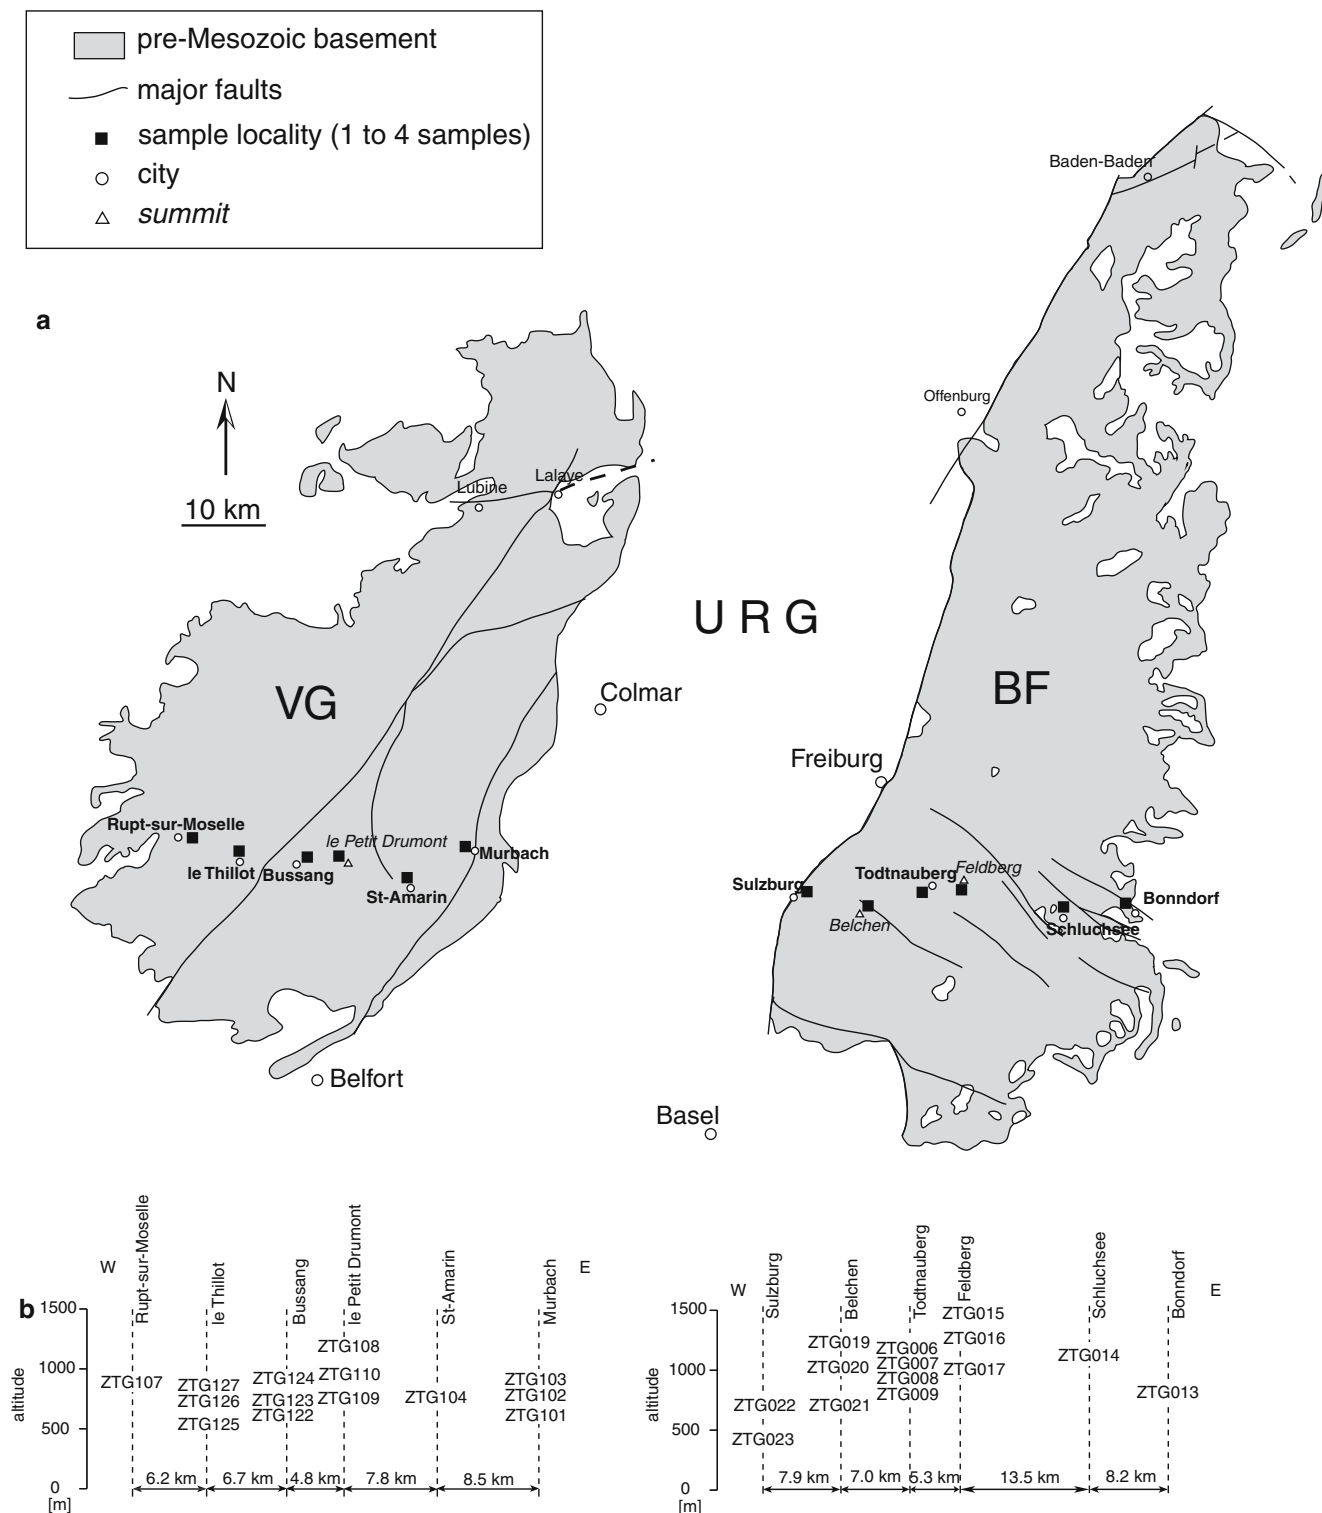 pre-Mesozoic basement
major faults
sample locality (1 to 4 samples)
city
summit
a
N
10 km
Baden-Baden
Offenburg
Lubine
Lalaye
U R G
VG
BF
Colmar
Freiburg
Rupt-sur-Moselle
le Thillot
Bussang
le Petit Drumont
St-Amarin
Murbach
Sulzburg
Belchen
Todtnauberg
Feldberg
Schluchsee
Bonndorf
Belfort
Basel
b
W
E
Rupt-sur-Moselle
le Thillot
Bussang
le Petit Drumont
St-Amarin
Murbach
altitude
1500
1000
500
0
[m]
ZTG107
ZTG127
ZTG126
ZTG125
ZTG124
ZTG123
ZTG122
ZTG108
ZTG110
ZTG109
ZTG104
ZTG103
ZTG102
ZTG101
6.2 km
6.7 km
4.8 km
7.8 km
8.5 km
W
E
Sulzburg
Belchen
Todtnauberg
Feldberg
Schluchsee
Bonndorf
altitude
1500
1000
500
0
[m]
ZTG022
ZTG023
ZTG019
ZTG020
ZTG021
ZTG006
ZTG007
ZTG008
ZTG009
ZTG015
ZTG016
ZTG017
ZTG014
ZTG013
7.9 km
7.0 km
5.3 km
13.5 km
8.2 km